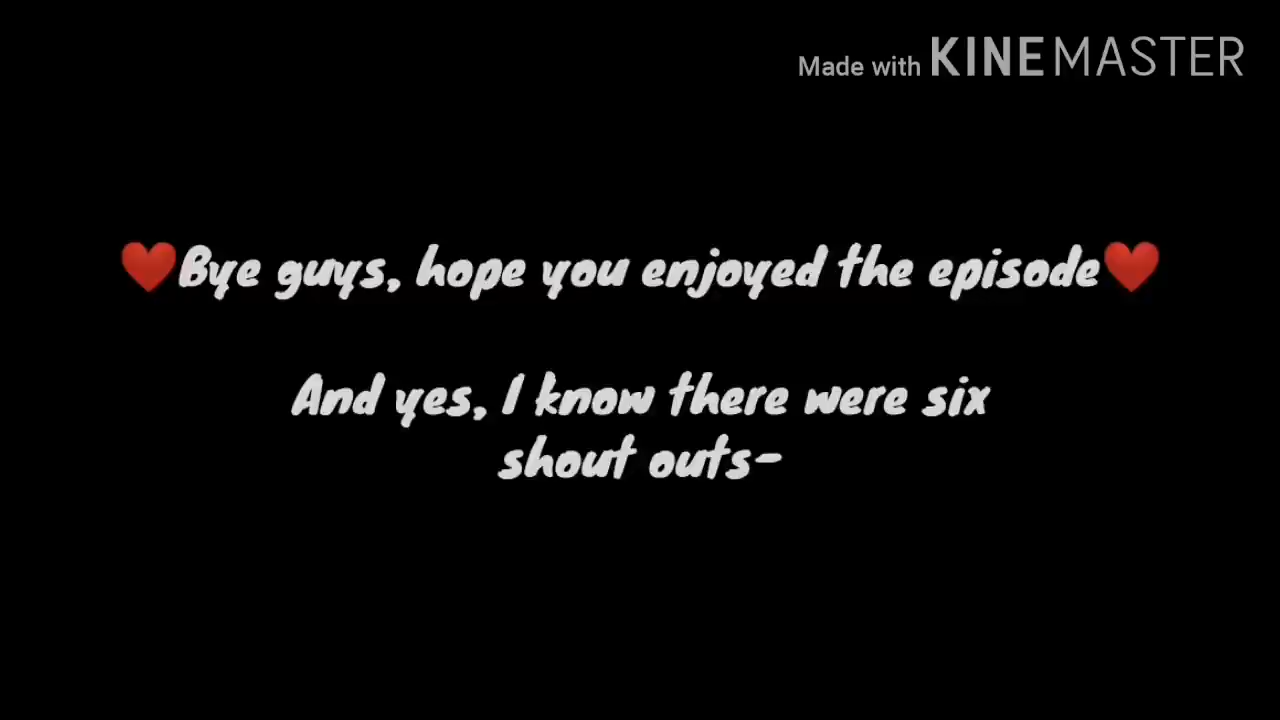 Made with KINEMASTER
❤️Bye guys, hope you enjoyed the episode❤️
And yes, I know there were six
shout outs-